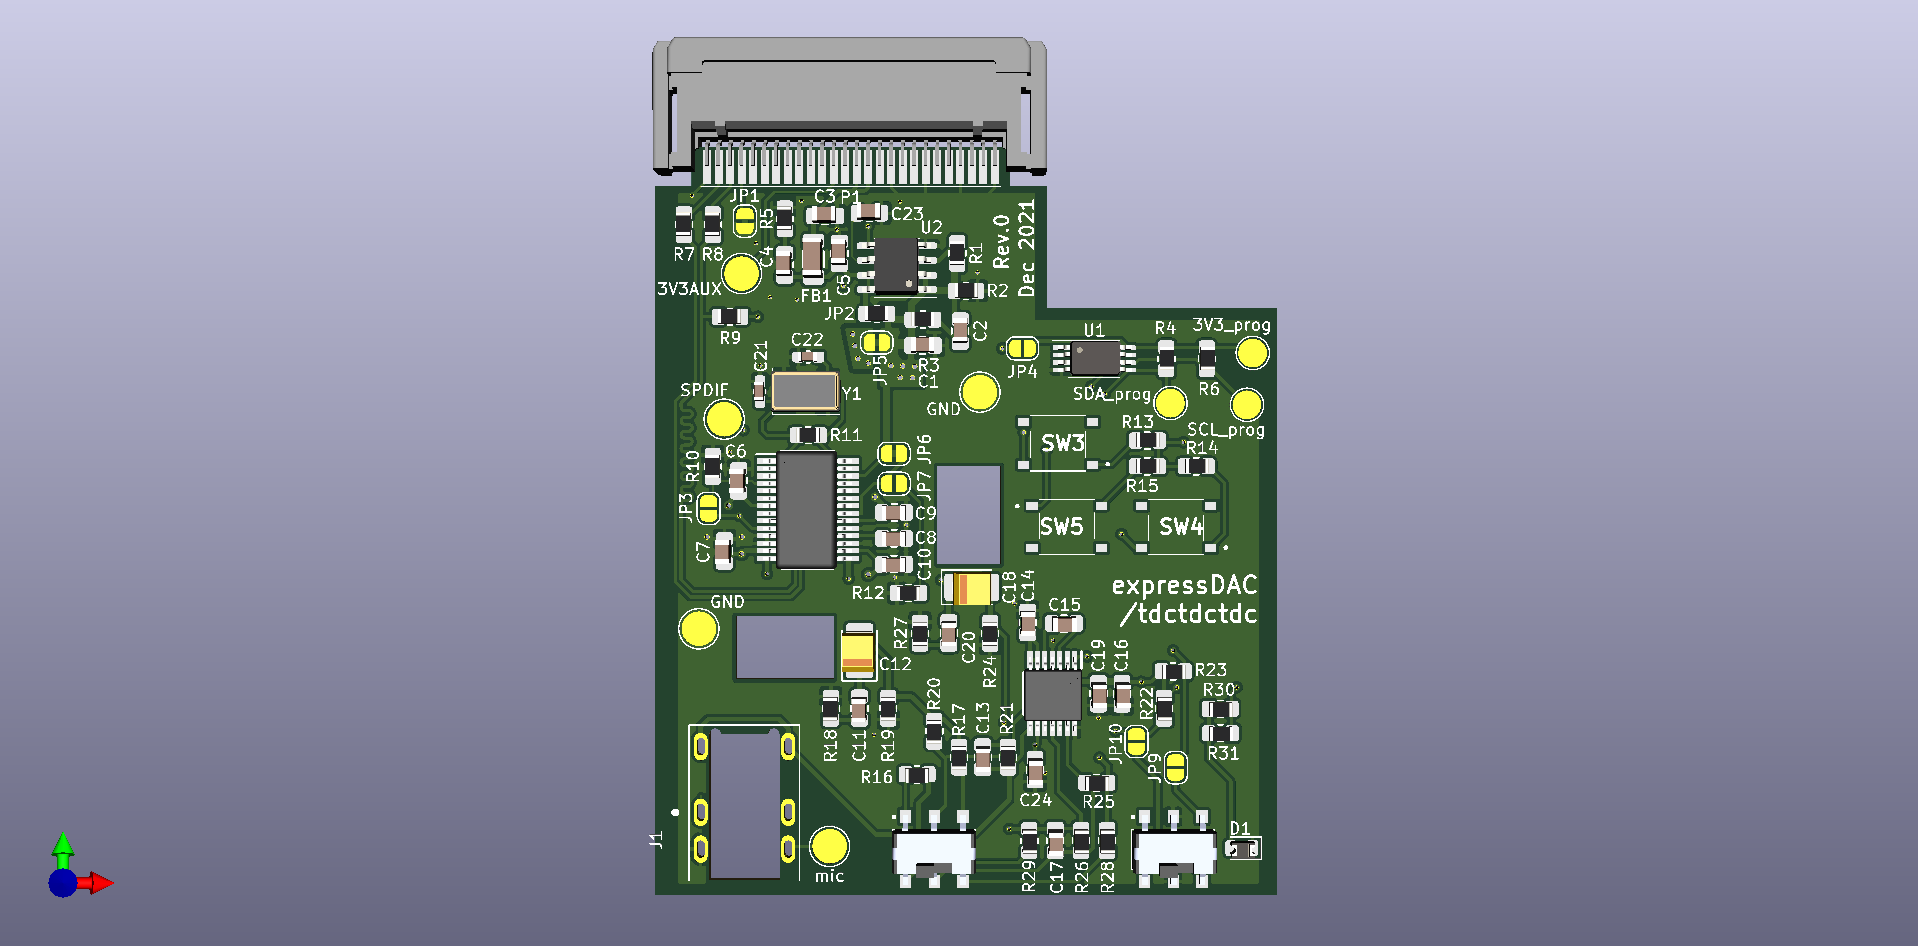 JP1
R5
C3
P1
C23
U2
R7
R8
C4
C5
R1
Rev.0
Dec 2021
3V3AUX
FB1
R2
JP2
R9
C2
C22
C21
JP5
R3
C1
U1
R4
3V3_prog
JP4
R6
SDA_prog
SCL_prog
SPDIF
Y1
GND
R11
R13
R14
R15
SW3
C6
R10
JP6
JP7
JP3
C9
C8
C10
C7
SW5
SW4
R12
GND
C18
C14
C15
expressDAC
/tdctdctdc
R27
C20
R24
C12
C19
C16
R23
R22
R30
R31
R20
R17
C13
R21
R18
C11
R19
JP10
JP9
R16
C24
R25
J1
mic
R29
C17
R26
R28
D1